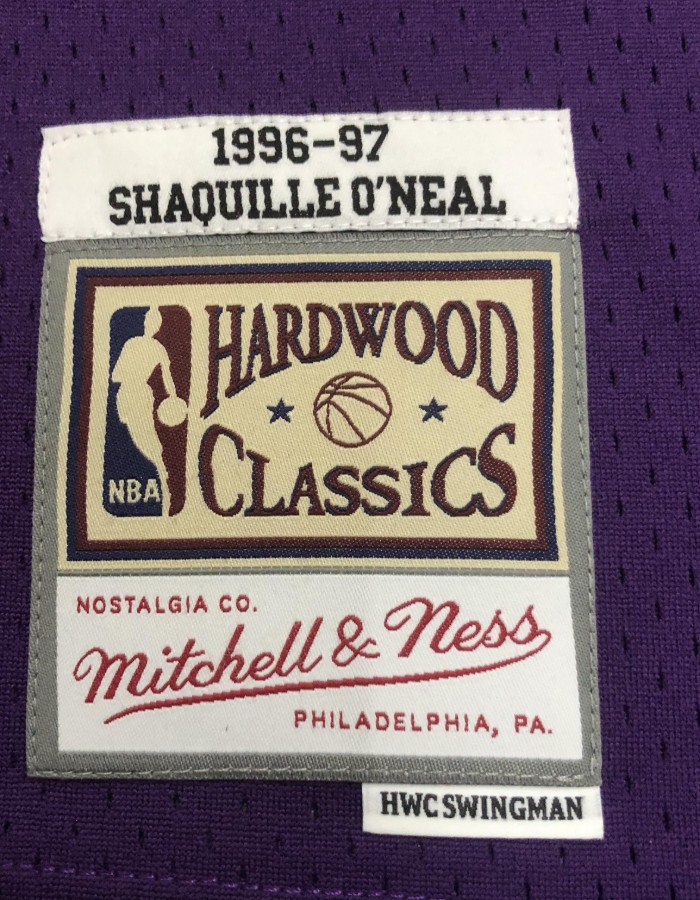 1996-97
SHAQUILLE O'NEAL
HARDWOOD
CLASSICS
NBA
NOSTALGIA CO.
Mitchell & Ness
PHILADELPHIA, PA.
HWC SWINGMAN